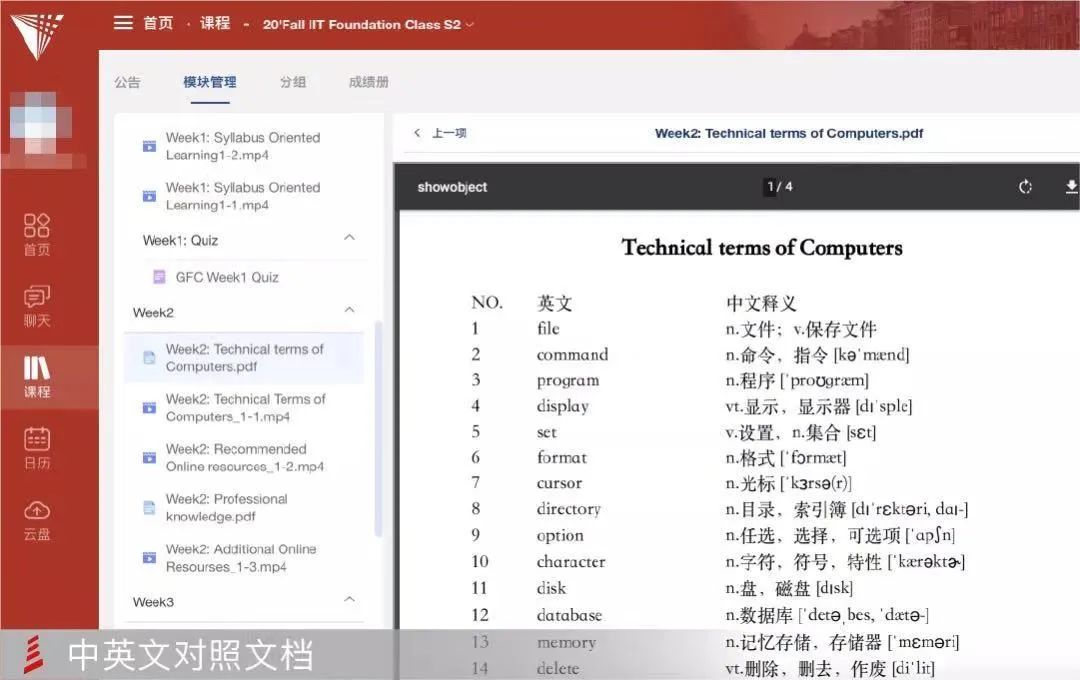 首页 · 课程 - 20'Fall IIT Foundation Class S2
公告 模块管理 分组 成绩册
首页
聊天
课程
日历
云盘
Week1: Syllabus Oriented
Learning1-2.mp4
Week1: Syllabus Oriented
Learning1-1.mp4
Week1: Quiz
GFC Week1 Quiz
Week2
Week2: Technical terms of
Computers.pdf
Week2: Technical Terms of
Computers_1-1.mp4
Week2: Recommended
Online resources_1-2.mp4
Week2: Professional
knowledge.pdf
Week2: Additional Online
Resourses_1-3.mp4
Week3
上一项 Week2: Technical terms of Computers.pdf
showobject 1 / 4
Technical terms of Computers
NO. 英文 中文释义
1 file n.文件；v.保存文件
2 command n.命令，指令 [kəˈmænd]
3 program n.程序 [ˈproʊgræm]
4 display vt.显示，显示器 [dɪˈsple]
5 set v.设置，n.集合 [sɛt]
6 format n.格式 [ˈfɔrmæt]
7 cursor n.光标 [ˈkɜrsə(r)]
8 directory n.目录，索引簿 [dɪˈrɛktəri, daɪ-]
9 option n.任选，选择，可选项 [ˈapʃn]
10 character n.字符，符号，特性 [ˈkærəktɚ]
11 disk n.盘，磁盘 [dɪsk]
12 database n.数据库 [ˈdetəˌbes, ˈdætə-]
13 memory n.记忆存储，存储器 [ˈmɛməri]
14 delete vt.删除，删去，作废 [diˈlit]
中英文对照文档